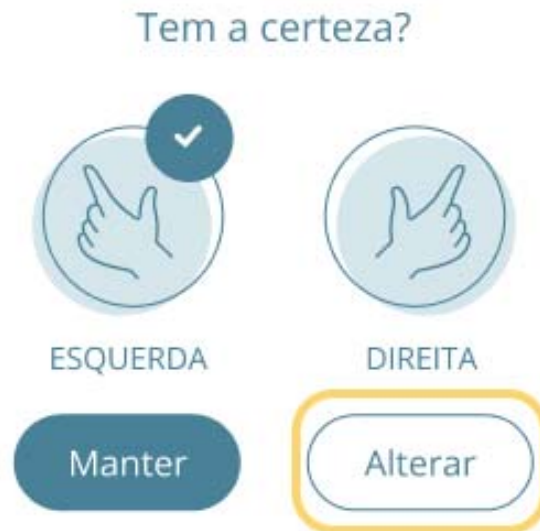 Tem a certeza?
ESQUERDA
DIREITA
Manter
Alterar